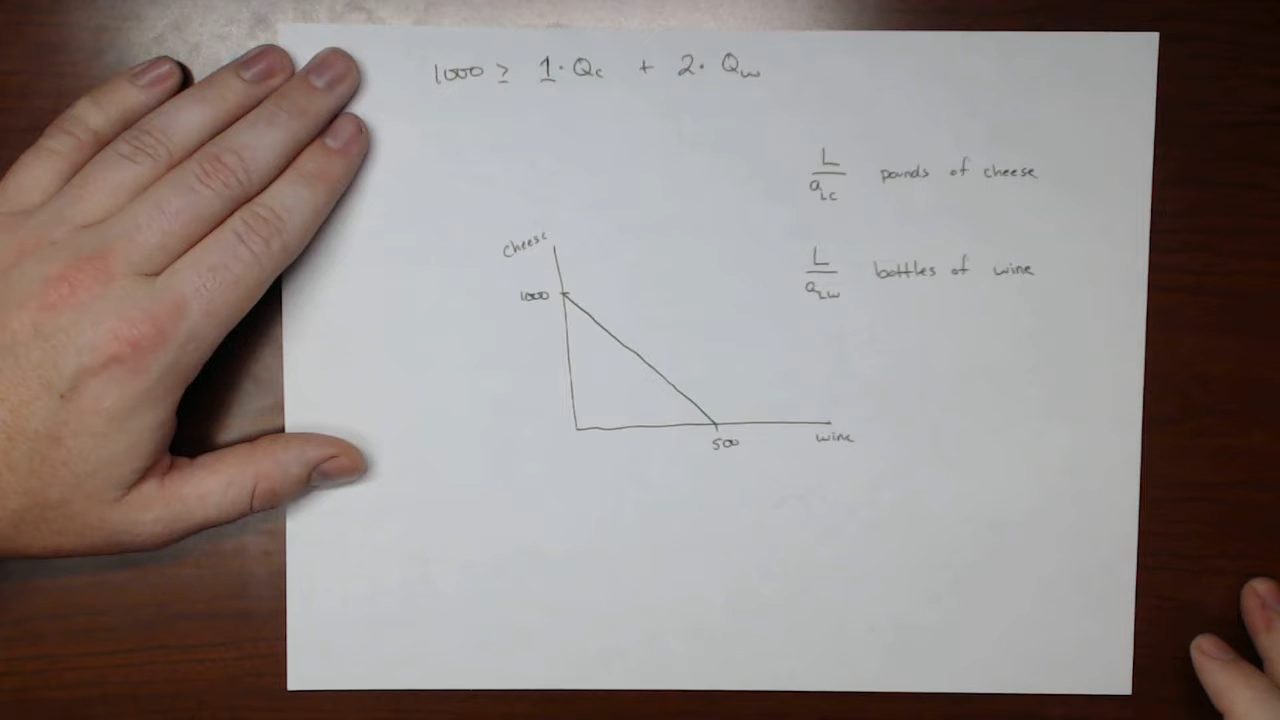 1000 ≥ 1 · Qc + 2 · Qw
L
aLC
pounds of cheese
L
aLW
bottles of wine
cheese
1000
500
wine